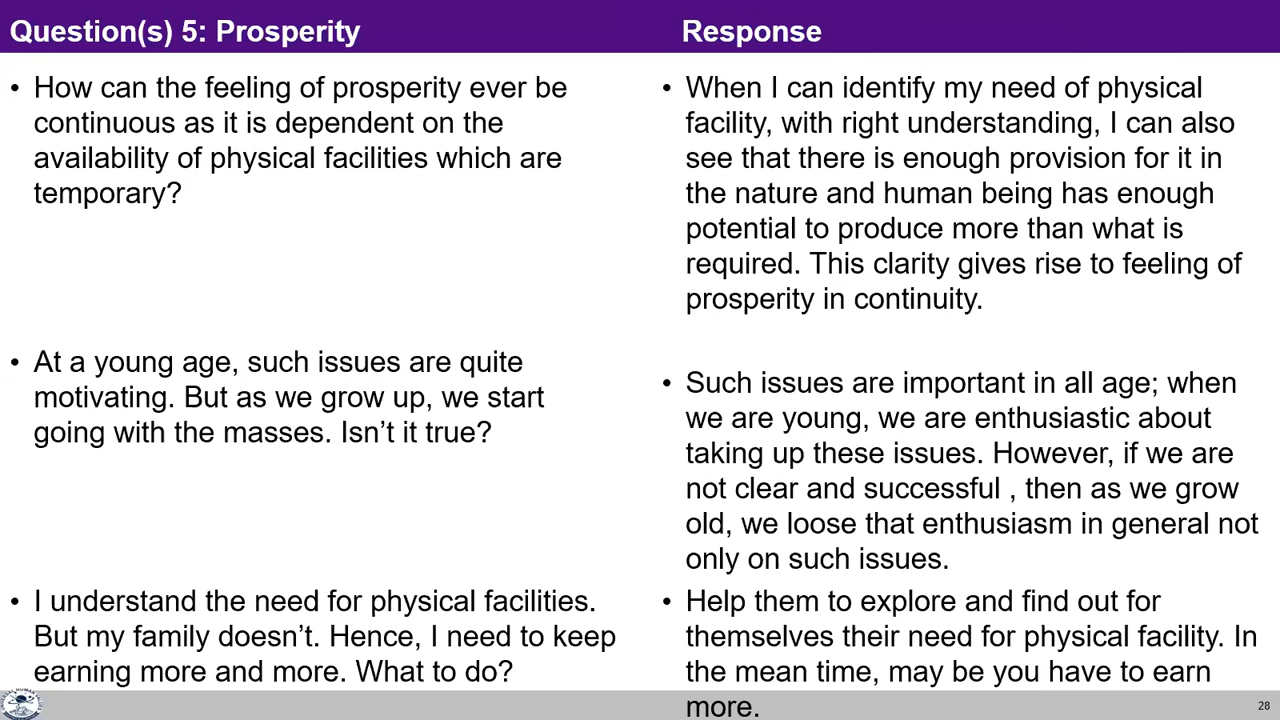 Question(s) 5: Prosperity
Response
• How can the feeling of prosperity ever be
continuous as it is dependent on the
availability of physical facilities which are
temporary?
• When I can identify my need of physical
facility, with right understanding, I can also
see that there is enough provision for it in
the nature and human being has enough
potential to produce more than what is
required. This clarity gives rise to feeling of
prosperity in continuity.
• At a young age, such issues are quite
motivating. But as we grow up, we start
going with the masses. Isn’t it true?
• Such issues are important in all age; when
we are young, we are enthusiastic about
taking up these issues. However, if we are
not clear and successful , then as we grow
old, we loose that enthusiasm in general not
only on such issues.
• I understand the need for physical facilities.
But my family doesn’t. Hence, I need to keep
earning more and more. What to do?
• Help them to explore and find out for
themselves their need for physical facility. In
the mean time, may be you have to earn
more.
28